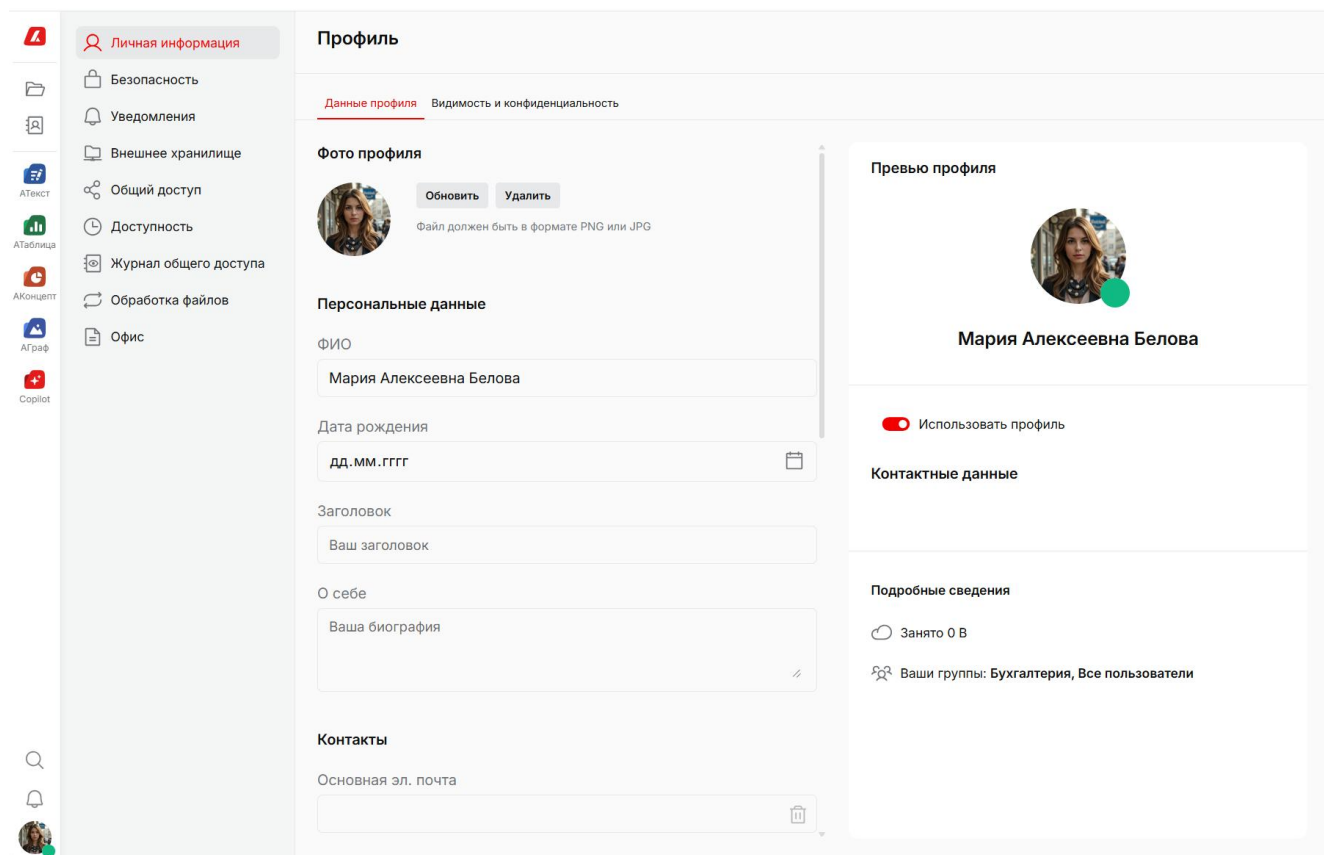 АТекст
АТаблица
АКонцепт
АГраф
Copilot
Личная информация
Безопасность
Уведомления
Внешнее хранилище
Общий доступ
Доступность
Журнал общего доступа
Обработка файлов
Офис
Профиль
Данные профиля Видимость и конфиденциальность
Фото профиля
Обновить Удалить
Файл должен быть в формате PNG или JPG
Персональные данные
ФИО
Мария Алексеевна Белова
Дата рождения
дд.мм.гггг
Заголовок
Ваш заголовок
О себе
Ваша биография
Контакты
Основная эл. почта
Превью профиля
Мария Алексеевна Белова
Использовать профиль
Контактные данные
Подробные сведения
Занято 0 B
Ваши группы: Бухгалтерия, Все пользователи